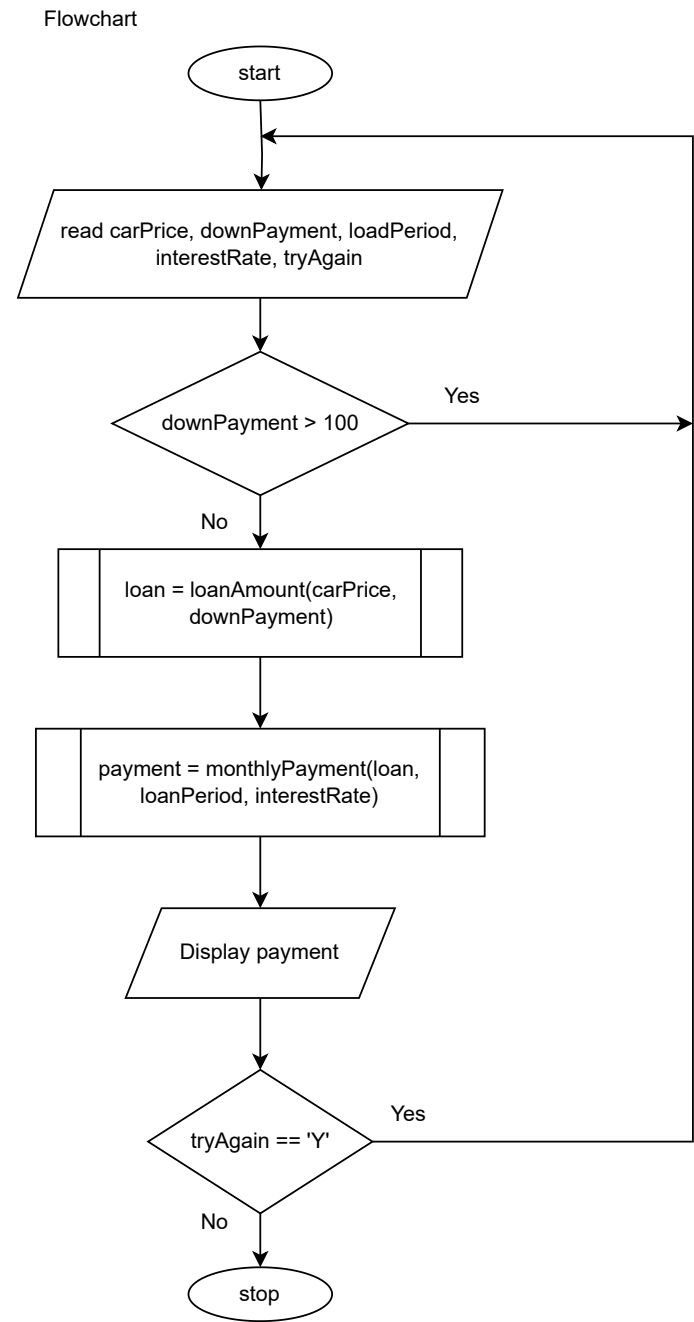 Flowchart
start
read carPrice, downPayment, loadPeriod,
interestRate, tryAgain
downPayment > 100
Yes
No
loan = loanAmount(carPrice,
downPayment)
payment = monthlyPayment(loan,
loanPeriod, interestRate)
Display payment
tryAgain == 'Y'
Yes
No
stop